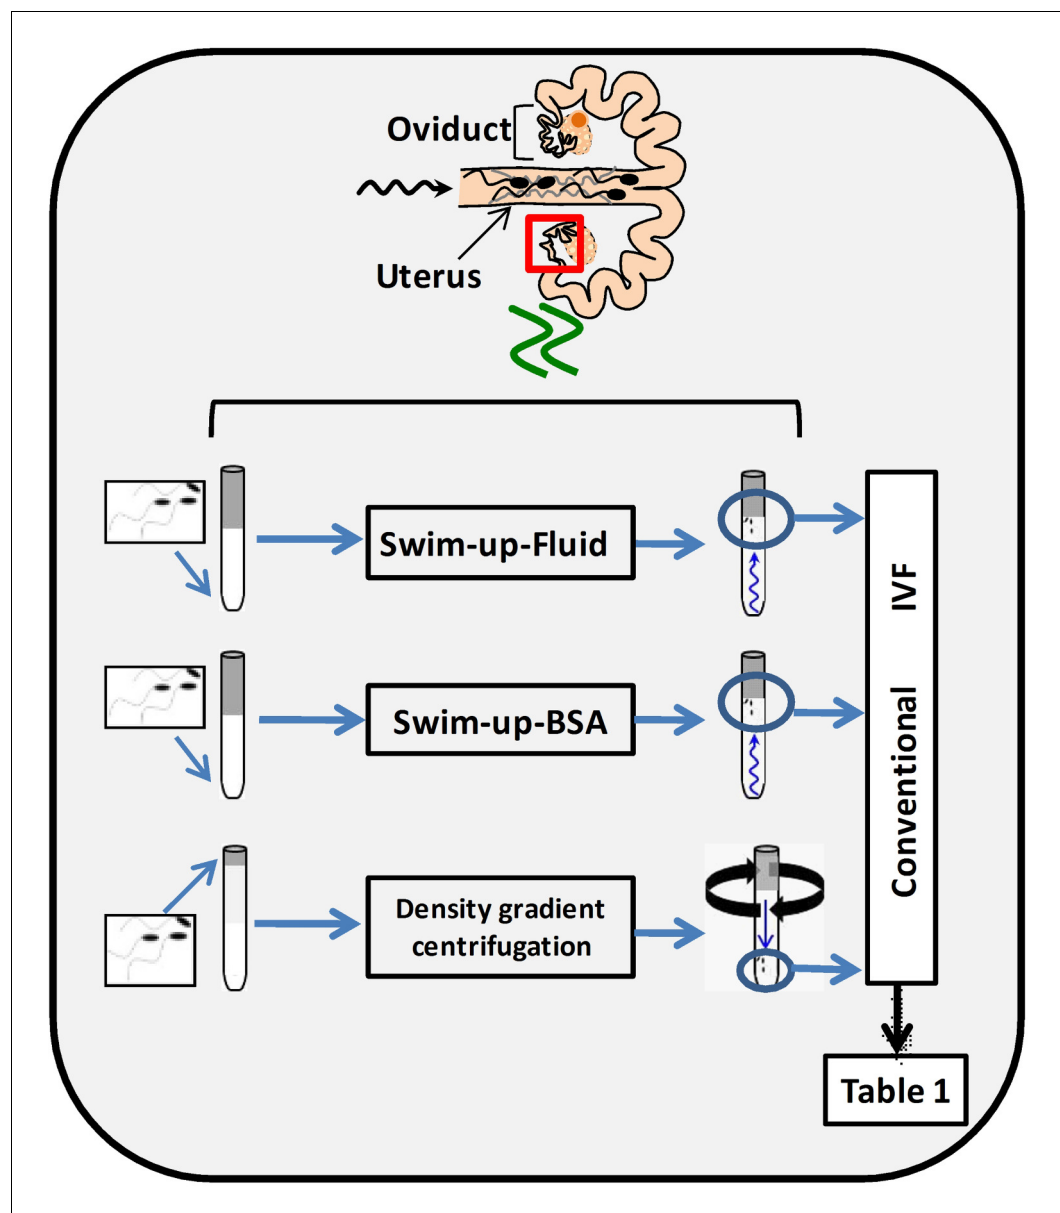 Oviduct
Uterus
Swim-up-Fluid
Swim-up-BSA
Density gradient
centrifugation
Conventional IVF
Table 1